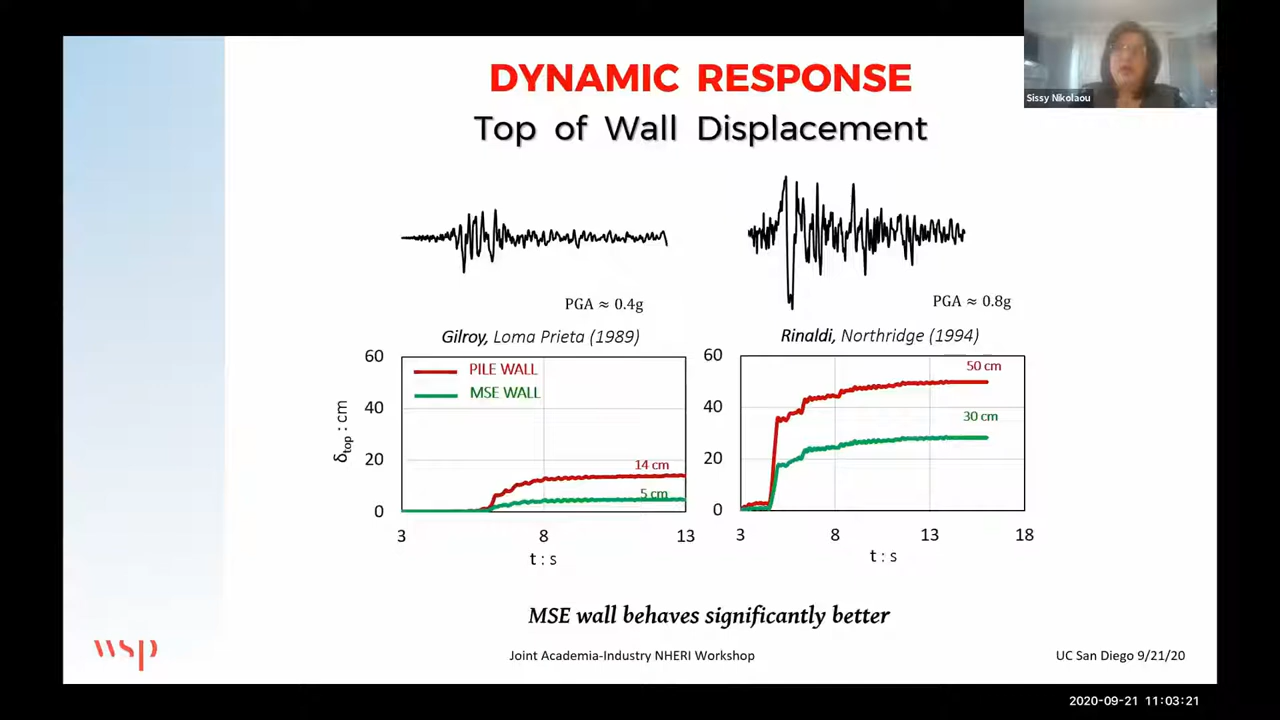 DYNAMIC RESPONSE
Top of Wall Displacement
Sissy Nikolaou
PGA ≈ 0.4g
PGA ≈ 0.8g
Gilroy, Loma Prieta (1989)
Rinaldi, Northridge (1994)
60
40
20
0
δtop : cm
PILE WALL
MSE WALL
14 cm
5 cm
3
8
13
t : s
60
40
20
0
50 cm
30 cm
3
8
13
18
t : s
MSE wall behaves significantly better
wsp
Joint Academia-Industry NHERI Workshop
UC San Diego 9/21/20
2020-09-21 11:03:21